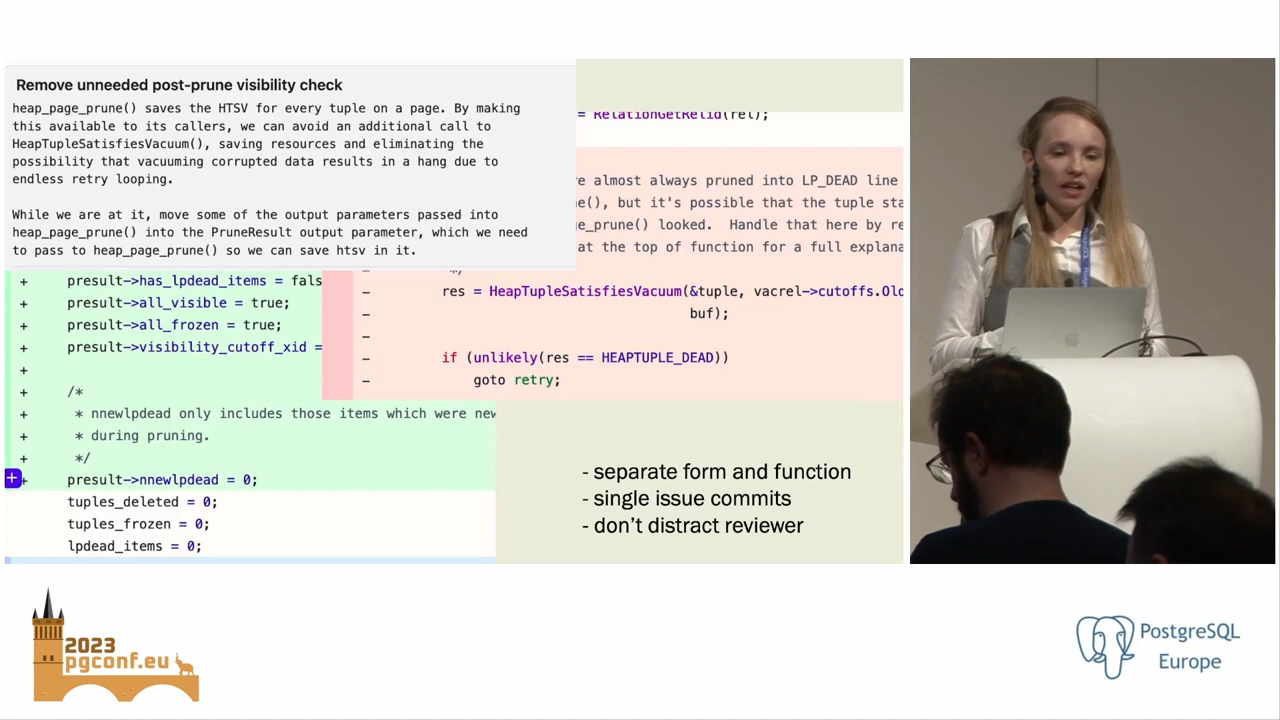 Remove unneeded post-prune visibility check
heap_page_prune() saves the HTSV for every tuple on a page. By making
this available to its callers, we can avoid an additional call to
HeapTupleSatisfiesVacuum(), saving resources and eliminating the
possibility that vacuuming corrupted data results in a hang due to
endless retry looping.
While we are at it, move some of the output parameters passed into
heap_page_prune() into the PruneResult output parameter, which we need
to pass to heap_page_prune() so we can save htsv in it.
+ presult->has_lpdead_items = fals
+ presult->all_visible = true;
+ presult->all_frozen = true;
+ presult->visibility_cutoff_xid =
+
+ /*
+ * nnewlpdead only includes those items which were new
+ * during pruning.
+ */
+ presult->nnewlpdead = 0;
tuples_deleted = 0;
tuples_frozen = 0;
lpdead_items = 0;
= RelationGetRelid(rel);
re almost always pruned into LP_DEAD line
e(), but it's possible that the tuple sta
_prune() looked. Handle that here by re
at the top of function for a full explana
- */
- res = HeapTupleSatisfiesVacuum(&tuple, vacrel->cutoffs.Old
- buf);
-
- if (unlikely(res == HEAPTUPLE_DEAD))
- goto retry;
- separate form and function
- single issue commits
- don't distract reviewer
2023
pgconf.eu
PostgreSQL
Europe